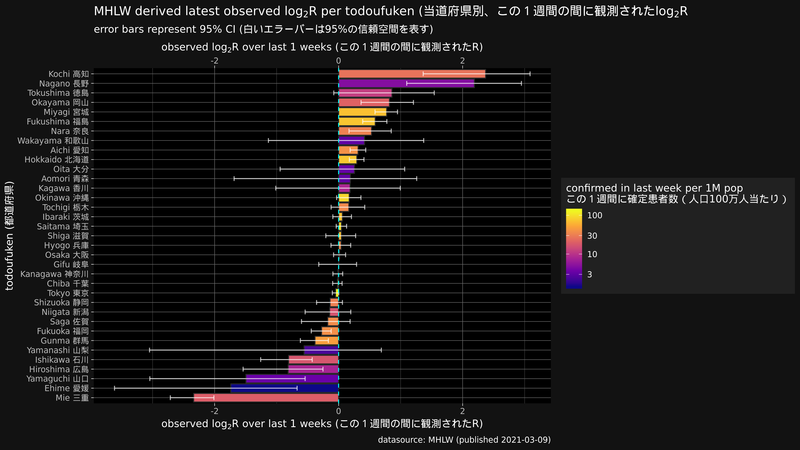 MHLW derived latest observed log₂R per todoufuken (当道府県別、この１週間の間に観測されたlog₂R
error bars represent 95% CI (白いエラーバーは95%の信頼空間を表す)
observed log₂R over last 1 weeks (この１週間の間に観測されたR)
-2 0 2
todoufuken (都道府県)
Kochi 高知
Nagano 長野
Tokushima 徳島
Okayama 岡山
Miyagi 宮城
Fukushima 福島
Nara 奈良
Wakayama 和歌山
Aichi 愛知
Hokkaido 北海道
Oita 大分
Aomori 青森
Kagawa 香川
Okinawa 沖縄
Tochigi 栃木
Ibaraki 茨城
Saitama 埼玉
Shiga 滋賀
Hyogo 兵庫
Osaka 大阪
Gifu 岐阜
Kanagawa 神奈川
Chiba 千葉
Tokyo 東京
Shizuoka 静岡
Niigata 新潟
Saga 佐賀
Fukuoka 福岡
Gunma 群馬
Yamanashi 山梨
Ishikawa 石川
Hiroshima 広島
Yamaguchi 山口
Ehime 愛媛
Mie 三重
-2 0 2
observed log₂R over last 1 weeks (この１週間の間に観測されたR)
confirmed in last week per 1M pop
この１週間に確定患者数 ( 人口100万人当たり )
100
30
10
3
datasource: MHLW (published 2021-03-09)